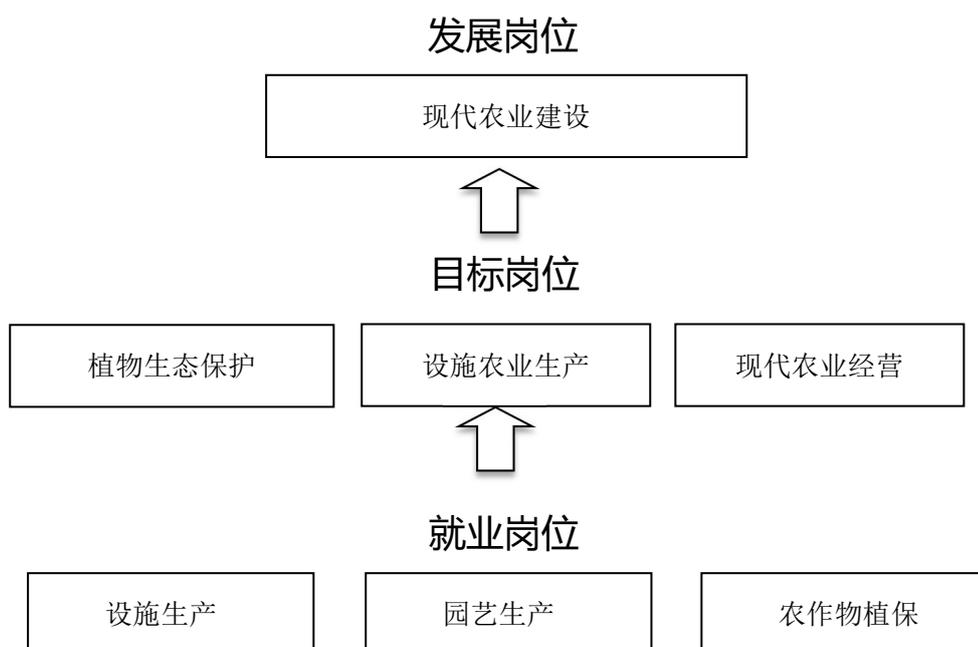 发展岗位
现代农业建设
目标岗位
植物生态保护
设施农业生产
现代农业经营
就业岗位
设施生产
园艺生产
农作物植保